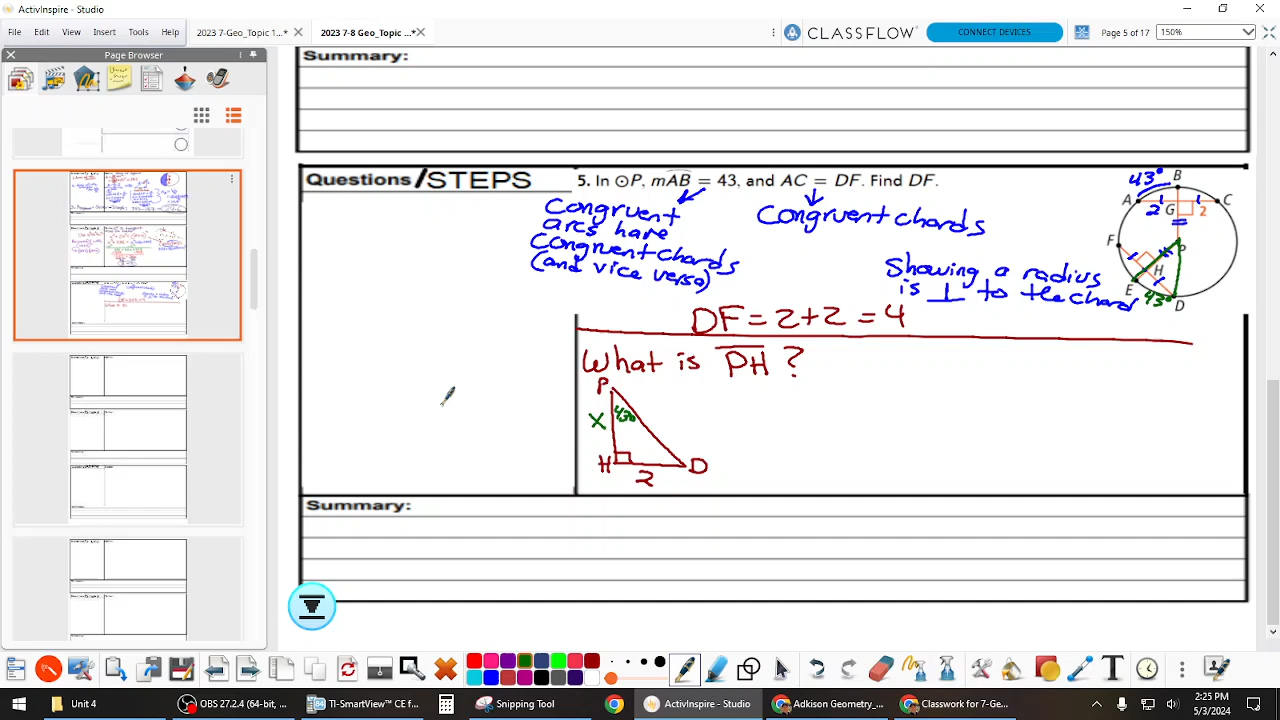 ActivInspire - Studio
File Edit View Insert Tools Help
2023 7-Geo_Topic 1...*
2023 7-8 Geo_Topic ...*
CLASSFLOW
CONNECT DEVICES
Page 5 of 17
150%
Page Browser
Summary:
Questions/STEPS
5. In ⊙P, mAB = 43, and AC = DF. Find DF.
Congruent
arcs have
Congruent chords
(and vice versa)
Congruent chords
Showing a radius
is ⊥ to the chord
43°
B
A
C
2
G
2
F
P
H
E
43°
D
DF = 2+2 = 4
What is PH ?
P
x
43°
H
D
2
Summary:
Unit 4
OBS 27.2.4 (64-bit, ...
TI-SmartView™ CE F...
Snipping Tool
ActivInspire - Studio
Adkison Geometry_...
Classwork for 7-Ge...
2:25 PM
5/3/2024